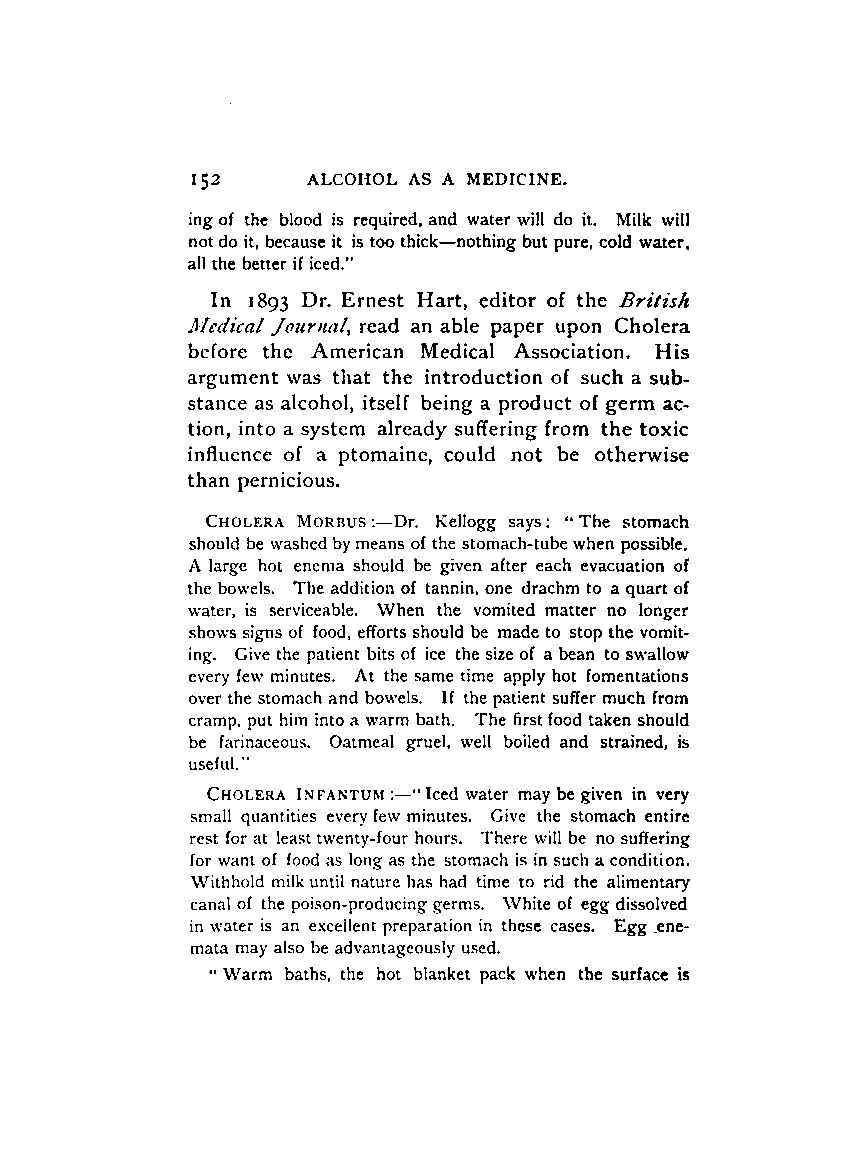 152 ALCOHOL AS A MEDICINE.
ing of the blood is required, and water will do it. Milk will
not do it, because it is too thick—nothing but pure, cold water,
all the better if iced."
In 1893 Dr. Ernest Hart, editor of the British
Medical Journal, read an able paper upon Cholera
before the American Medical Association. His
argument was that the introduction of such a sub-
stance as alcohol, itself being a product of germ ac-
tion, into a system already suffering from the toxic
influence of a ptomaine, could not be otherwise
than pernicious.
CHOLERA MORBUS:—Dr. Kellogg says: "The stomach
should be washed by means of the stomach-tube when possible.
A large hot enema should be given after each evacuation of
the bowels. The addition of tannin, one drachm to a quart of
water, is serviceable. When the vomited matter no longer
shows signs of food, efforts should be made to stop the vomit-
ing. Give the patient bits of ice the size of a bean to swallow
every few minutes. At the same time apply hot fomentations
over the stomach and bowels. If the patient suffer much from
cramp, put him into a warm bath. The first food taken should
be farinaceous. Oatmeal gruel, well boiled and strained, is
useful."
CHOLERA INFANTUM:—"Iced water may be given in very
small quantities every few minutes. Give the stomach entire
rest for at least twenty-four hours. There will be no suffering
for want of food as long as the stomach is in such a condition.
Withhold milk until nature has had time to rid the alimentary
canal of the poison-producing germs. White of egg dissolved
in water is an excellent preparation in these cases. Egg ene-
mata may also be advantageously used.
"Warm baths, the hot blanket pack when the surface is